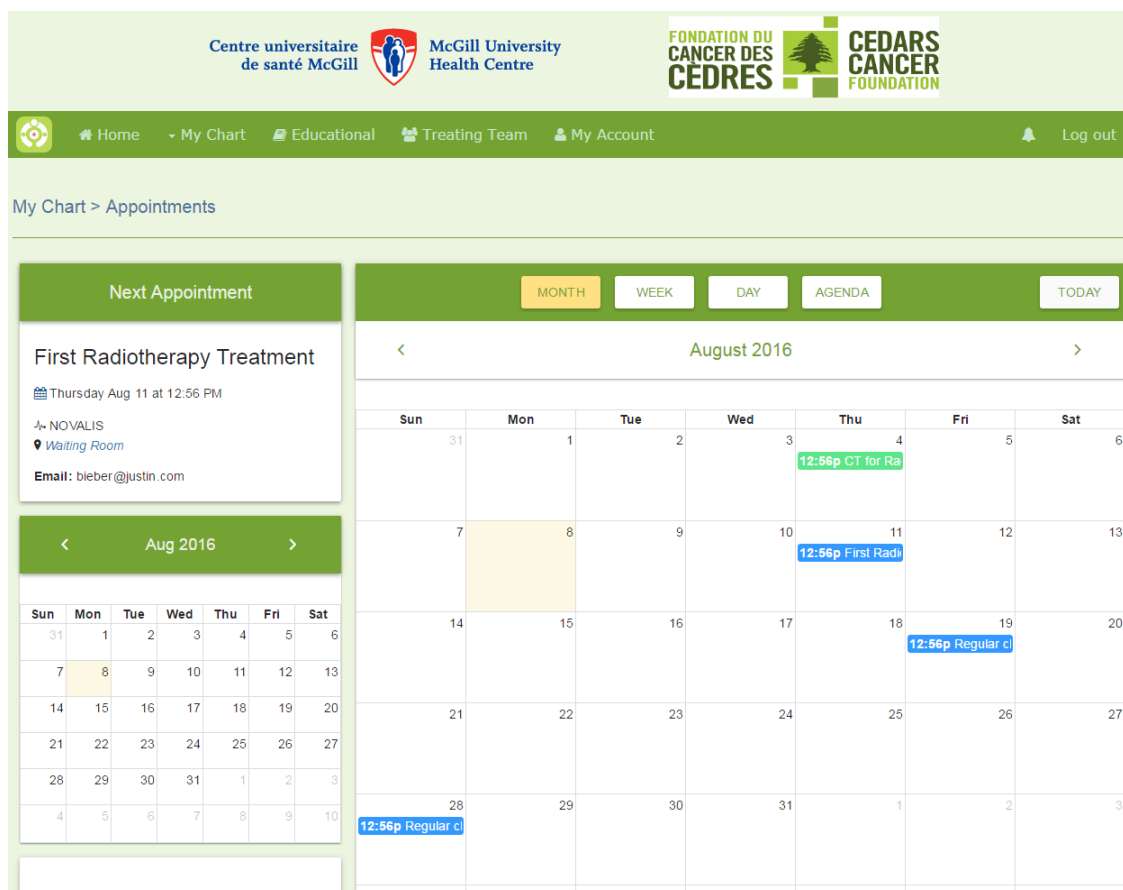 Centre universitaire
de santé McGill
McGill University
Health Centre
FONDATION DU
CANCER DES
CÈDRES
CEDARS
CANCER
FOUNDATION
Home My Chart Educational Treating Team My Account Log out
My Chart > Appointments
Next Appointment
First Radiotherapy Treatment
Thursday Aug 11 at 12:56 PM
NOVALIS
Waiting Room
Email: bieber@justin.com
Aug 2016
Sun Mon Tue Wed Thu Fri Sat
31 1 2 3 4 5 6
7 8 9 10 11 12 13
14 15 16 17 18 19 20
21 22 23 24 25 26 27
28 29 30 31 1 2 3
4 5 6 7 8 9 10
MONTH WEEK DAY AGENDA TODAY
August 2016
Sun Mon Tue Wed Thu Fri Sat
31 1 2 3 4 5 6
12:56p CT for Ra
7 8 9 10 11 12 13
12:56p First Radi
14 15 16 17 18 19 20
12:56p Regular cl
21 22 23 24 25 26 27
28 29 30 31 1 2 3
12:56p Regular cl